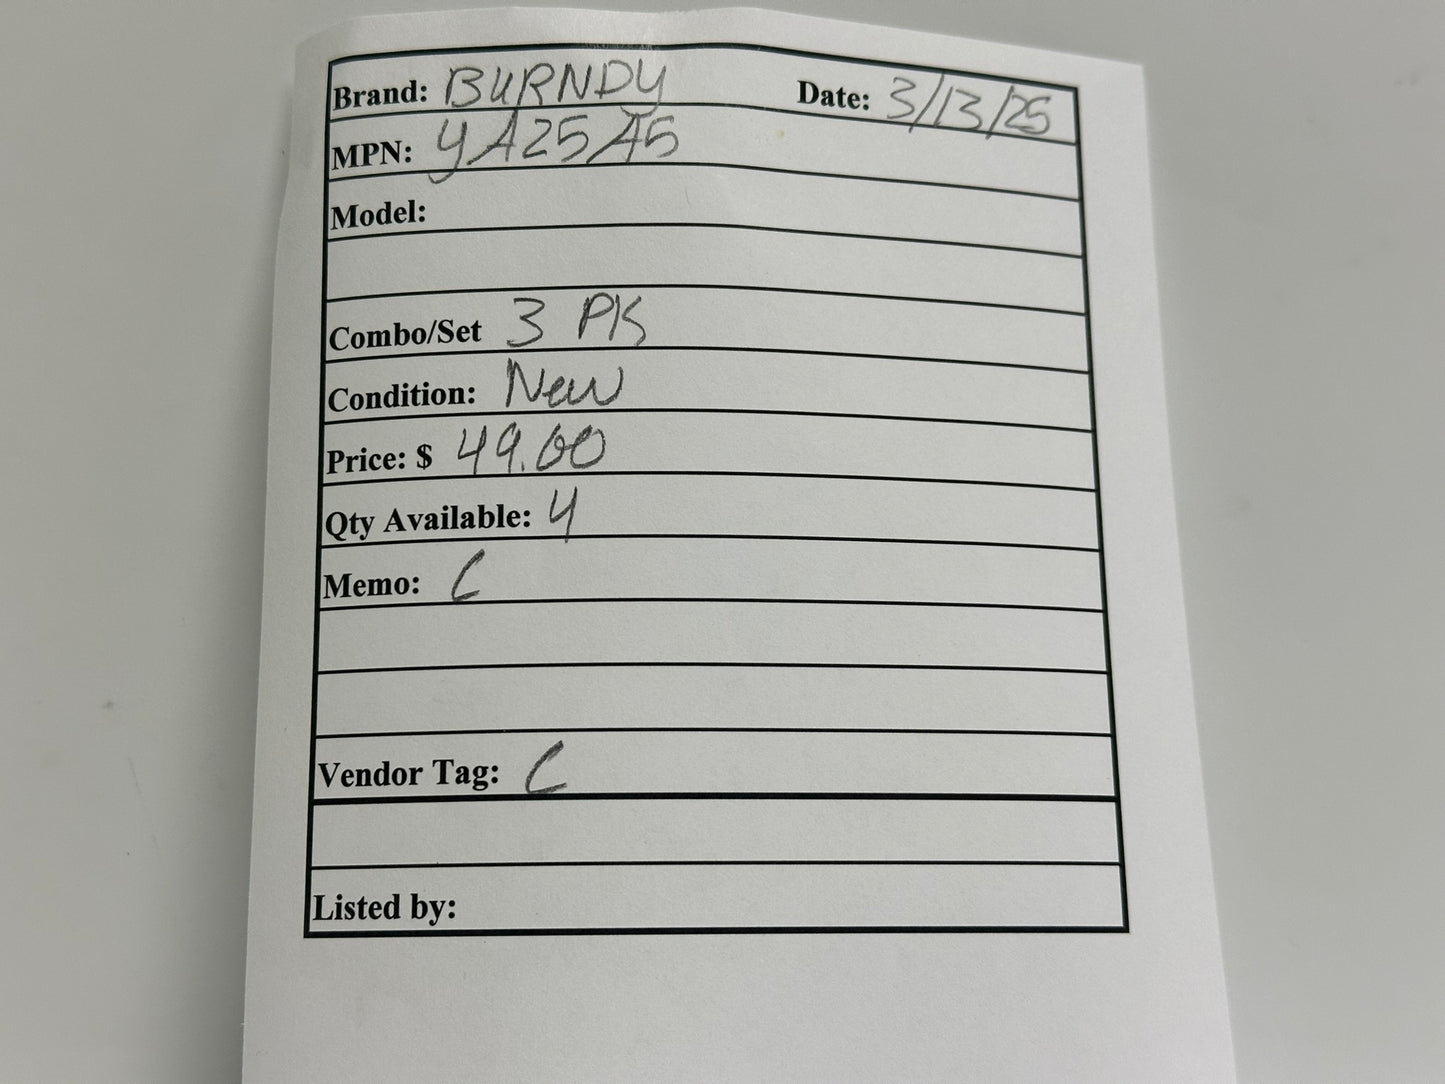 Brand: BURNDY Date: 3/13/25
MPN: YA25A5
Model:
Combo/Set 3 PK
Condition: New
Price: $ 49.00
Qty Available: 4
Memo: C
Vendor Tag: C
Listed by: